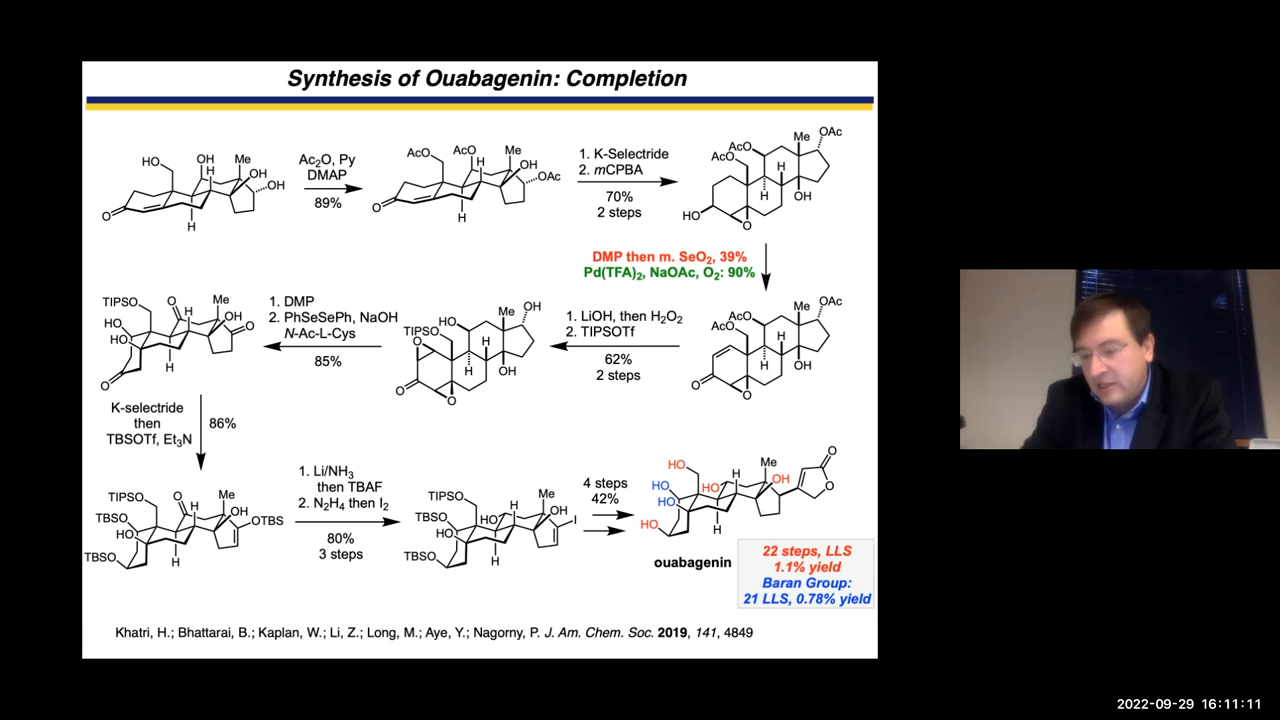 Synthesis of Ouabagenin: Completion
HO
OH
Me
OH
OH
O
H
H
Ac2O, Py
DMAP
89%
AcO
AcO
H
Me
OH
OAc
O
H
H
1. K-Selectride
2. mCPBA
70%
2 steps
AcO
AcO
Me
OAc
H
H
OH
HO
O
DMP then m. SeO2, 39%
Pd(TFA)2, NaOAc, O2: 90%
TIPSO
O
Me
HO
H
OH
O
HO
H
O
1. DMP
2. PhSeSePh, NaOH
N-Ac-L-Cys
85%
HO
Me
OH
TIPSO
O
H
H
OH
O
O
1. LiOH, then H2O2
2. TIPSOTf
62%
2 steps
AcO
AcO
Me
OAc
H
H
OH
O
O
K-selectride
then
TBSOTf, Et3N
86%
TIPSO
O
Me
H
TBSO
OH
OTBS
HO
TBSO
H
1. Li/NH3
then TBAF
2. N2H4 then I2
80%
3 steps
TIPSO
H
Me
TBSO
HO
OH
I
HO
TBSO
H
4 steps
42%
HO
H
Me
O
HO
HO
OH
O
HO
HO
H
ouabagenin
22 steps, LLS
1.1% yield
Baran Group:
21 LLS, 0.78% yield
Khatri, H.; Bhattarai, B.; Kaplan, W.; Li, Z.; Long, M.; Aye, Y.; Nagorny, P. J. Am. Chem. Soc. 2019, 141, 4849
2022-09-29 16:11:11